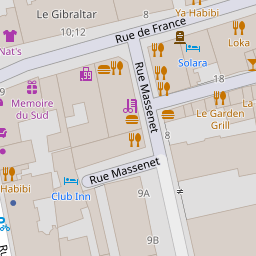 Le Gibraltar
Ya-Habibi
10;12
Rue de France
Loka
Nat's
8
Solara
Memoire
du Sud
Rue Massenet
18
La
Le Garden
Grill
8
Rue Massenet
Habibi
Club Inn
9A
9B